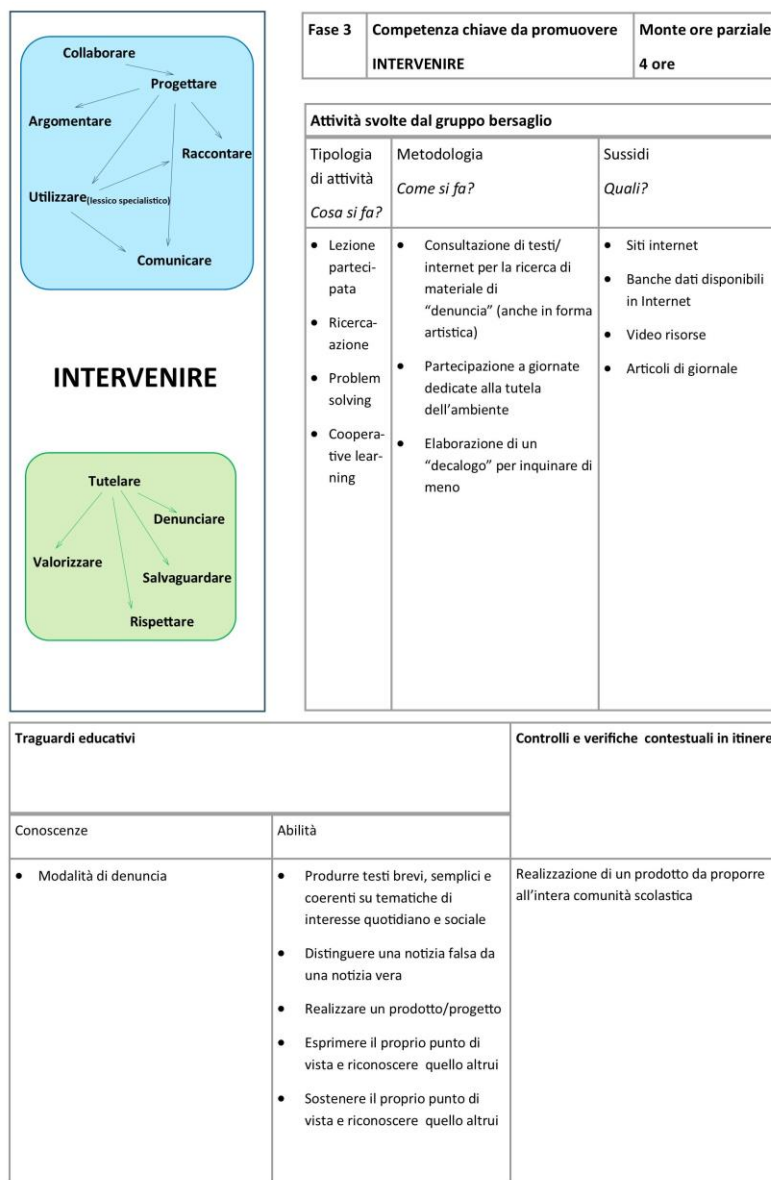 Collaborare
Progettare
Argomentare
Raccontare
Utilizzare(lessico specialistico)
Comunicare
INTERVENIRE
Tutelare
Denunciare
Valorizzare
Salvaguardare
Rispettare
Fase 3
Competenza chiave da promuovere
INTERVENIRE
Monte ore parziale
4 ore
Attività svolte dal gruppo bersaglio
Tipologia
di attività
Cosa si fa?
Metodologia
Come si fa?
Sussidi
Quali?
• Lezione
parteci-
pata
• Ricerca-
azione
• Problem
solving
• Coopera-
tive lear-
ning
• Consultazione di testi/
internet per la ricerca di
materiale di
“denuncia” (anche in forma
artistica)
• Partecipazione a giornate
dedicate alla tutela
dell’ambiente
• Elaborazione di un
“decalogo” per inquinare di
meno
• Siti internet
• Banche dati disponibili
in Internet
• Video risorse
• Articoli di giornale
Traguardi educativi
Controlli e verifiche contestuali in itinere
Conoscenze
Abilità
• Modalità di denuncia
• Produrre testi brevi, semplici e
coerenti su tematiche di
interesse quotidiano e sociale
• Distinguere una notizia falsa da
una notizia vera
• Realizzare un prodotto/progetto
• Esprimere il proprio punto di
vista e riconoscere quello altrui
• Sostenere il proprio punto di
vista e riconoscere quello altrui
Realizzazione di un prodotto da proporre
all’intera comunità scolastica